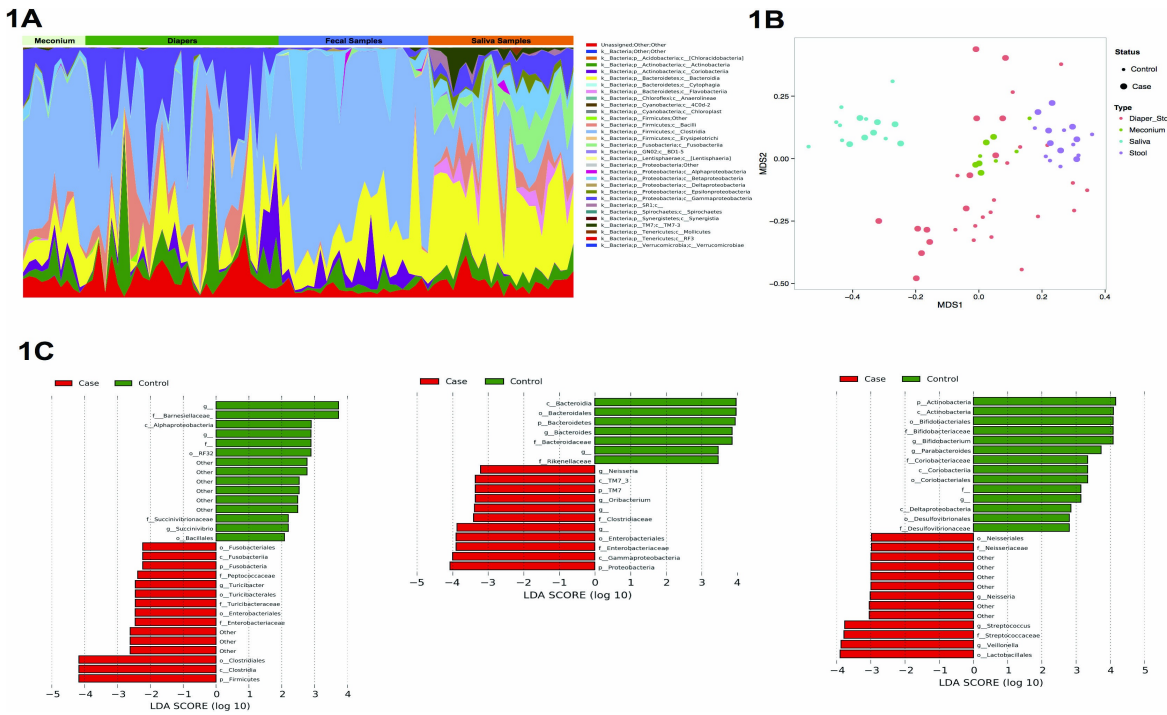 1A
Meconium Diapers Fecal Samples Saliva Samples
Unassigned;Other;Other
k__Bacteria;Other;Other
k__Bacteria;p__Acidobacteria;c__[Chloracidobacteria]
k__Bacteria;p__Actinobacteria;c__Actinobacteria
k__Bacteria;p__Actinobacteria;c__Coriobacteriia
k__Bacteria;p__Bacteroidetes;c__Bacteroidia
k__Bacteria;p__Bacteroidetes;c__Cytophagia
k__Bacteria;p__Bacteroidetes;c__Flavobacteriia
k__Bacteria;p__Chloroflexi;c__Anaerolineae
k__Bacteria;p__Cyanobacteria;c__4C0d-2
k__Bacteria;p__Cyanobacteria;c__Chloroplast
k__Bacteria;p__Firmicutes;Other
k__Bacteria;p__Firmicutes;c__Bacilli
k__Bacteria;p__Firmicutes;c__Clostridia
k__Bacteria;p__Firmicutes;c__Erysipelotrichi
k__Bacteria;p__Fusobacteria;c__Fusobacteriia
k__Bacteria;p__GN02;c__BD1-5
k__Bacteria;p__Lentisphaerae;c__[Lentisphaeria]
k__Bacteria;p__Proteobacteria;Other
k__Bacteria;p__Proteobacteria;c__Alphaproteobacteria
k__Bacteria;p__Proteobacteria;c__Betaproteobacteria
k__Bacteria;p__Proteobacteria;c__Deltaproteobacteria
k__Bacteria;p__Proteobacteria;c__Epsilonproteobacteria
k__Bacteria;p__Proteobacteria;c__Gammaproteobacteria
k__Bacteria;p__SR1;c__
k__Bacteria;p__Spirochaetes;c__Spirochaetes
k__Bacteria;p__Synergistetes;c__Synergistia
k__Bacteria;p__TM7;c__TM7-3
k__Bacteria;p__Tenericutes;c__Mollicutes
k__Bacteria;p__Tenericutes;c__RF3
k__Bacteria;p__Verrucomicrobia;c__Verrucomicrobiae
1B
MDS2
0.25
0.00
−0.25
−0.50
−0.4 −0.2 0.0 0.2 0.4
MDS1
Status
Control
Case
Type
Diaper_Sto
Meconium
Saliva
Stool
1C
Case Control
g__
f__Barnesiellaceae_
c__Alphaproteobacteria
g__
f__
o__RF32
Other
Other
Other
Other
Other
Other
f__Succinivibrionaceae
g__Succinivibrio
o__Bacillales
o__Fusobacteriales
c__Fusobacteriia
p__Fusobacteria
f__Peptococcaceae
g__Turicibacter
o__Turicibacterales
f__Turicibacteraceae
o__Enterobacteriales
f__Enterobacteriaceae
Other
Other
Other
o__Clostridiales
c__Clostridia
p__Firmicutes
−5 −4 −3 −2 −1 0 1 2 3 4
LDA SCORE (log 10)
Case Control
c__Bacteroidia
o__Bacteroidales
p__Bacteroidetes
g__Bacteroides
f__Bacteroidaceae
g__
f__Rikenellaceae
g__Neisseria
c__TM7_3
p__TM7
g__Oribacterium
g__
f__Clostridiaceae
g__
o__Enterobacteriales
f__Enterobacteriaceae
c__Gammaproteobacteria
p__Proteobacteria
−5 −4 −3 −2 −1 0 1 2 3 4
LDA SCORE (log 10)
Case Control
p__Actinobacteria
c__Actinobacteria
o__Bifidobacteriales
f__Bifidobacteriaceae
g__Bifidobacterium
g__Parabacteroides
f__Coriobacteriaceae
c__Coriobacteriia
o__Coriobacteriales
f__
g__
c__Deltaproteobacteria
o__Desulfovibrionales
f__Desulfovibrionaceae
o__Neisseriales
f__Neisseriaceae
Other
Other
Other
Other
g__Neisseria
Other
Other
g__Streptococcus
f__Streptococcaceae
g__Veillonella
o__Lactobacillales
−5 −4 −3 −2 −1 0 1 2 3 4 5
LDA SCORE (log 10)